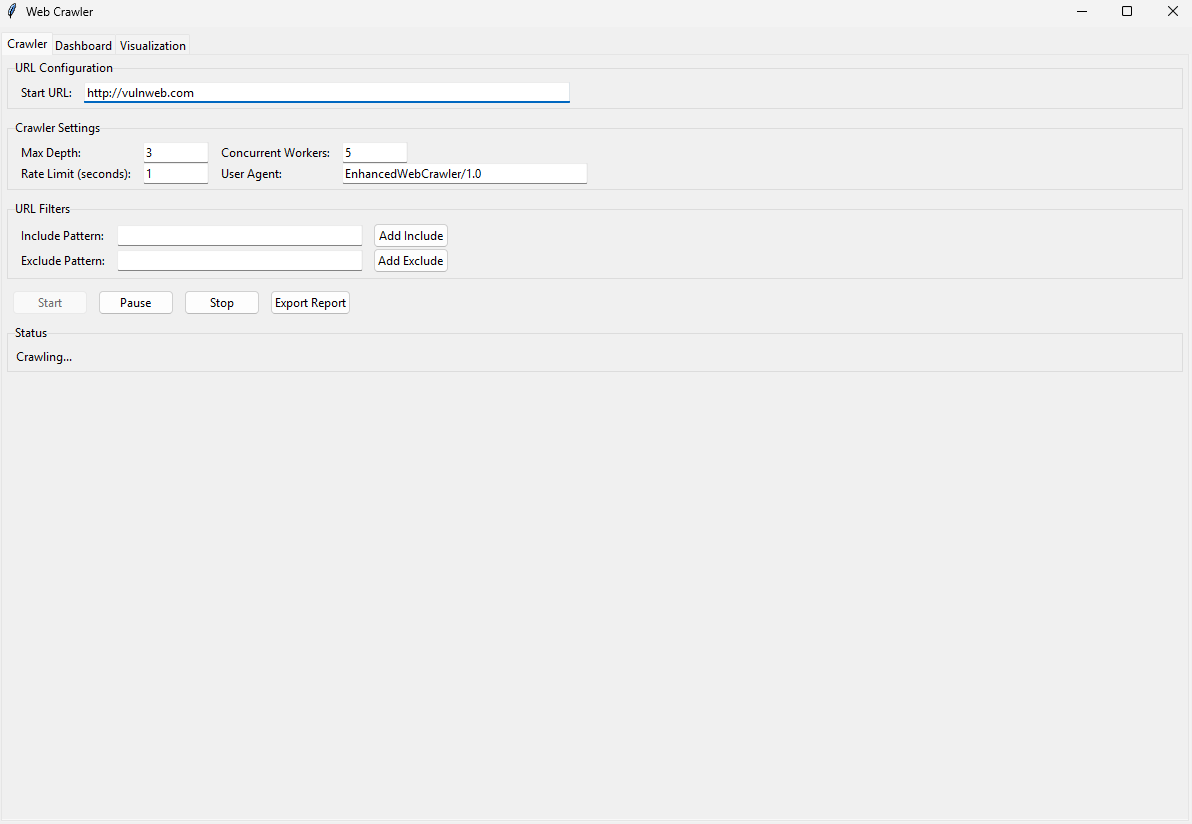 Web Crawler
Crawler Dashboard Visualization
URL Configuration
Start URL: http://vulnweb.com
Crawler Settings
Max Depth: 3 Concurrent Workers: 5
Rate Limit (seconds): 1 User Agent: EnhancedWebCrawler/1.0
URL Filters
Include Pattern: Add Include
Exclude Pattern: Add Exclude
Start Pause Stop Export Report
Status
Crawling...